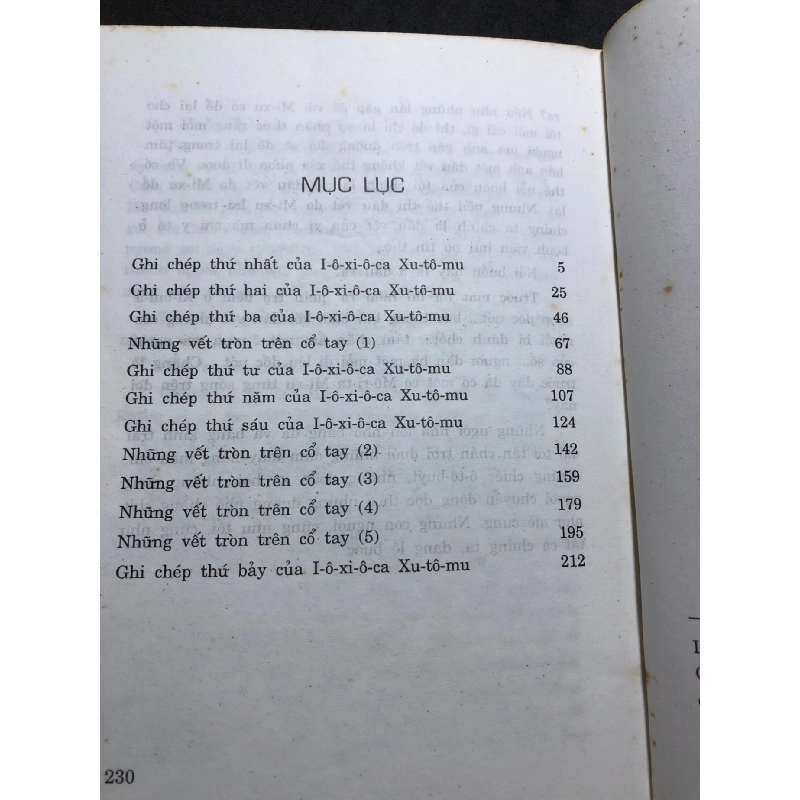 MỤC LỤC
Ghi chép thứ nhất của I-ô-xi-ô-ca Xu-tô-mu 5
Ghi chép thứ hai của I-ô-xi-ô-ca Xu-tô-mu 25
Ghi chép thứ ba của I-ô-xi-ô-ca Xu-tô-mu 46
Những vết tròn trên cổ tay (1) 67
Ghi chép thứ tư của I-ô-xi-ô-ca Xu-tô-mu 88
Ghi chép thứ năm của I-ô-xi-ô-ca Xu-tô-mu 107
Ghi chép thứ sáu của I-ô-xi-ô-ca Xu-tô-mu 124
Những vết tròn trên cổ tay (2) 142
Những vết tròn trên cổ tay (3) 159
Những vết tròn trên cổ tay (4) 179
Những vết tròn trên cổ tay (5) 195
Ghi chép thứ bảy của I-ô-xi-ô-ca Xu-tô-mu 212
230